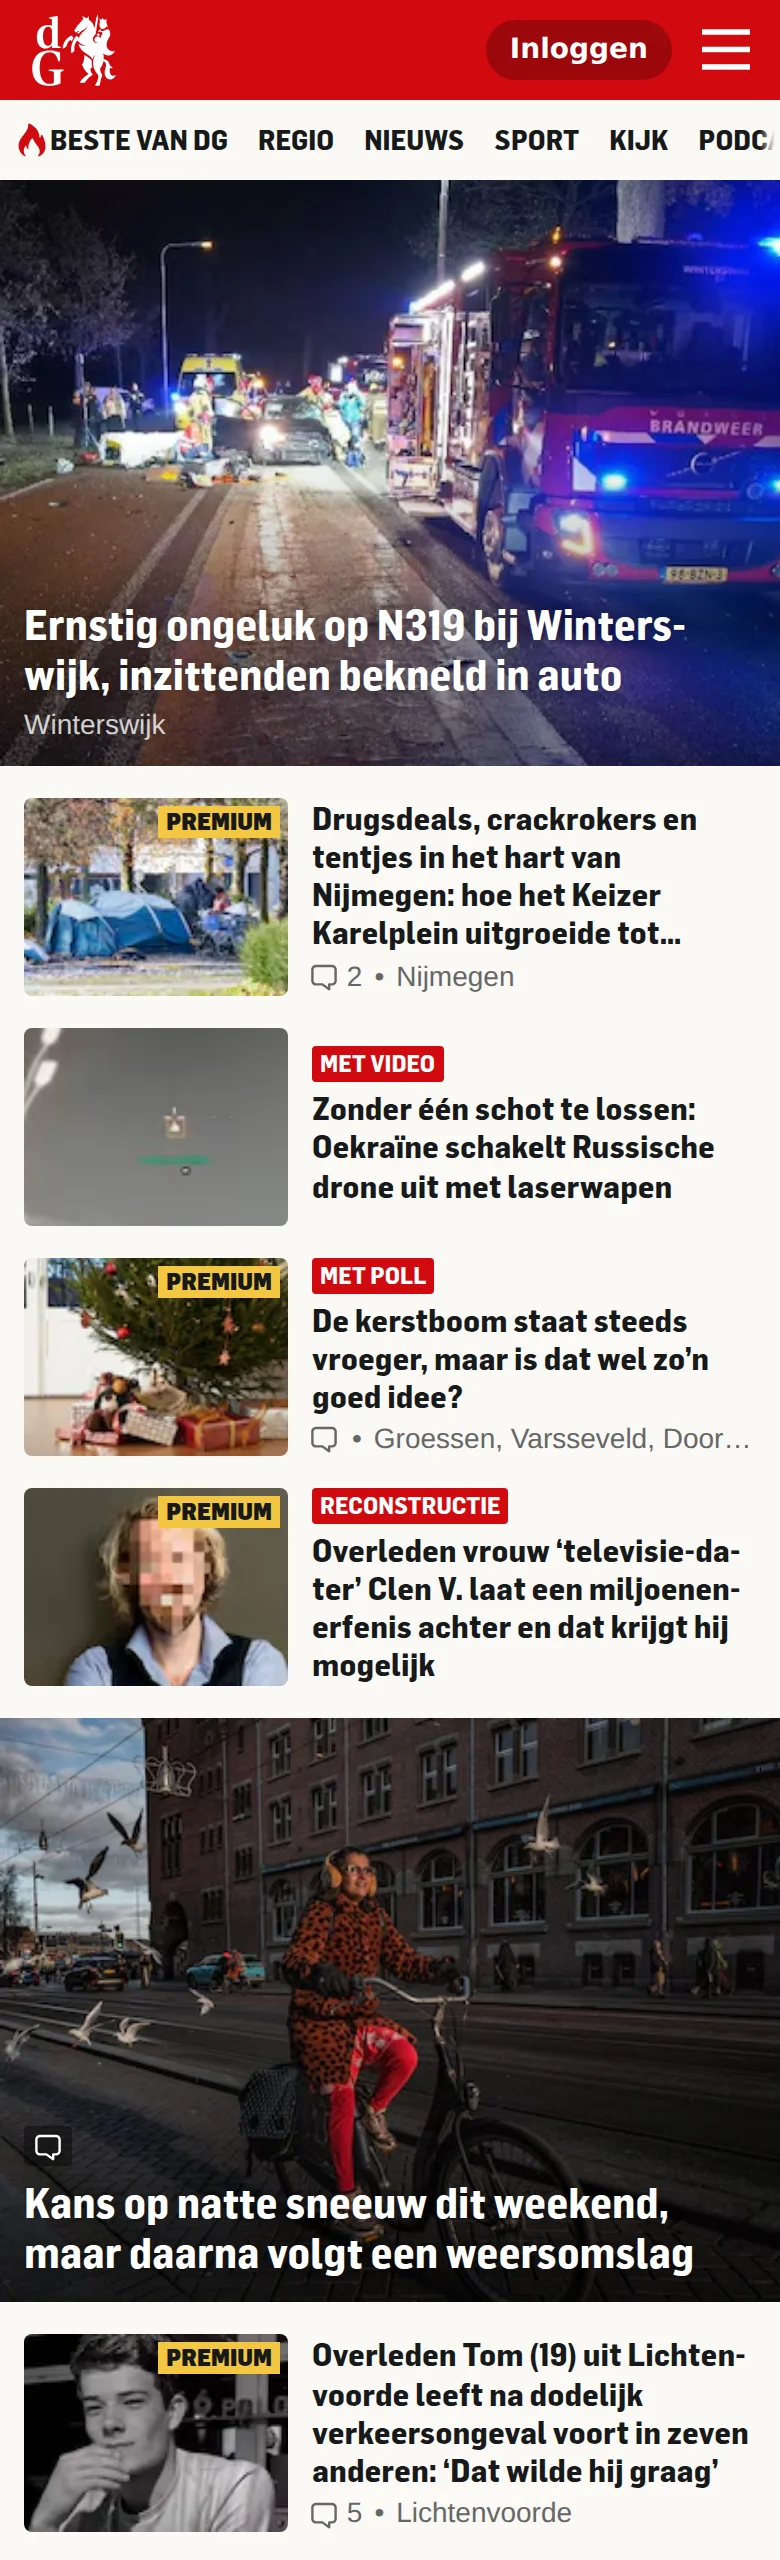 dG
Inloggen
BESTE VAN DG REGIO NIEUWS SPORT KIJK PODCA
WINTERSWIJK
BRANDWEER
98-BZN-3
Ernstig ongeluk op N319 bij Winters-
wijk, inzittenden bekneld in auto
Winterswijk
PREMIUM
Drugsdeals, crackrokers en
tentjes in het hart van
Nijmegen: hoe het Keizer
Karelplein uitgroeide tot...
2 • Nijmegen
MET VIDEO
Zonder één schot te lossen:
Oekraïne schakelt Russische
drone uit met laserwapen
PREMIUM
MET POLL
De kerstboom staat steeds
vroeger, maar is dat wel zo’n
goed idee?
• Groessen, Varsseveld, Door...
PREMIUM
RECONSTRUCTIE
Overleden vrouw ‘televisie-da-
ter’ Clen V. laat een miljoenen-
erfenis achter en dat krijgt hij
mogelijk
Kans op natte sneeuw dit weekend,
maar daarna volgt een weersomslag
PREMIUM
Overleden Tom (19) uit Lichten-
voorde leeft na dodelijk
verkeersongeval voort in zeven
anderen: ‘Dat wilde hij graag’
5 • Lichtenvoorde